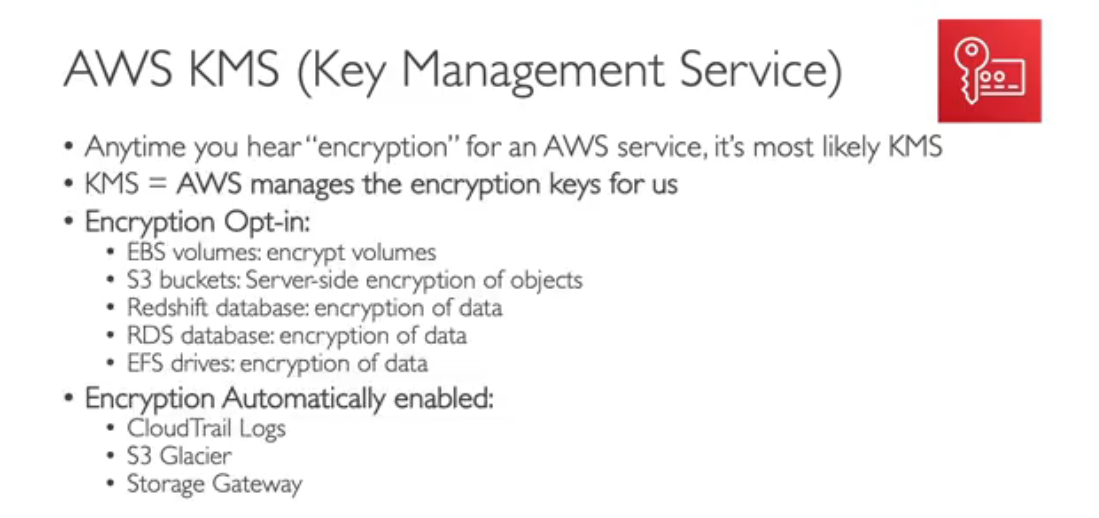 AWS KMS (Key Management Service)
• Anytime you hear “encryption” for an AWS service, it’s most likely KMS
• KMS = AWS manages the encryption keys for us
• Encryption Opt-in:
• EBS volumes: encrypt volumes
• S3 buckets: Server-side encryption of objects
• Redshift database: encryption of data
• RDS database: encryption of data
• EFS drives: encryption of data
• Encryption Automatically enabled:
• CloudTrail Logs
• S3 Glacier
• Storage Gateway